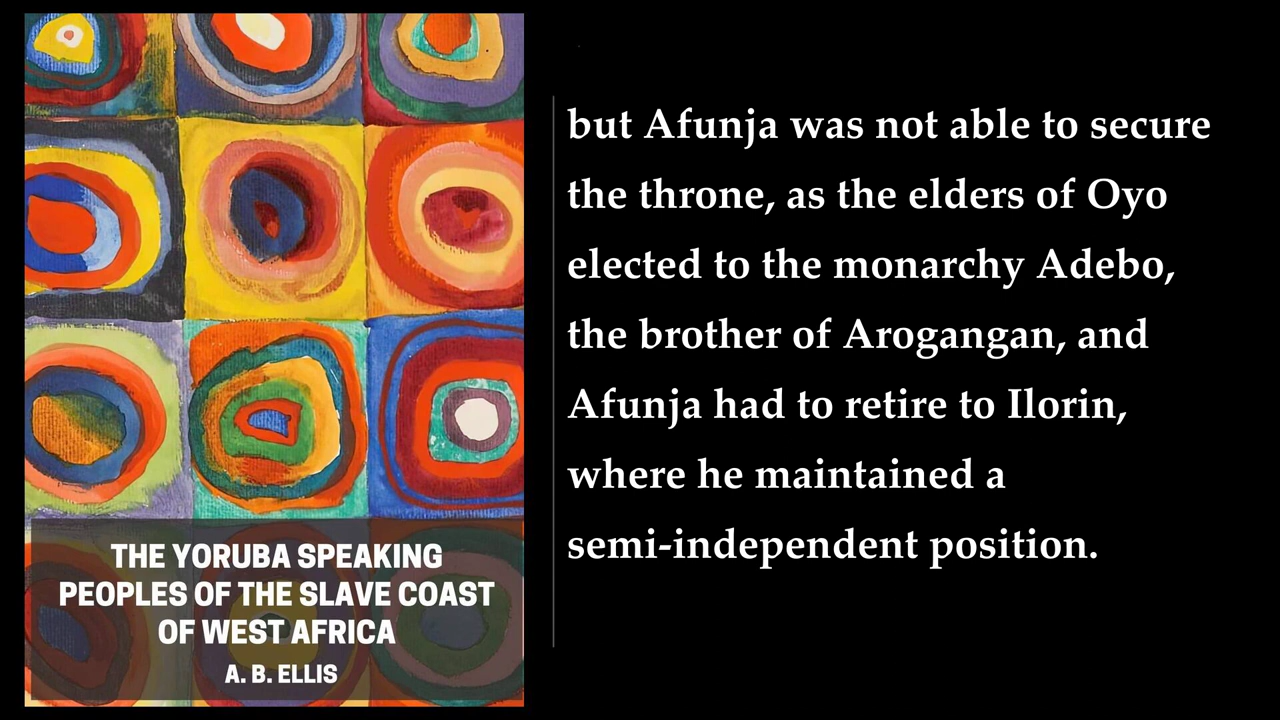 THE YORUBA SPEAKING
PEOPLES OF THE SLAVE COAST
OF WEST AFRICA
A. B. ELLIS
but Afunja was not able to secure
the throne, as the elders of Oyo
elected to the monarchy Adebo,
the brother of Arogangan, and
Afunja had to retire to Ilorin,
where he maintained a
semi-independent position.